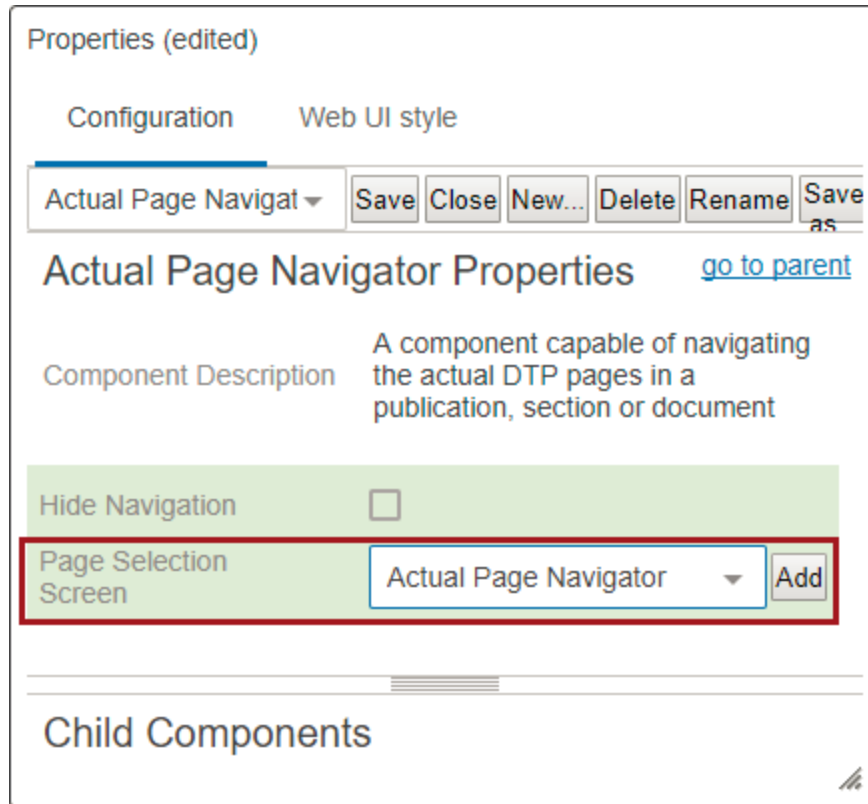 Properties (edited)
Configuration Web UI style
Actual Page Navigat Save Close New... Delete Rename Save as
Actual Page Navigator Properties go to parent
Component Description
A component capable of navigating
the actual DTP pages in a
publication, section or document
Hide Navigation
Page Selection
Screen
Actual Page Navigator Add
Child Components